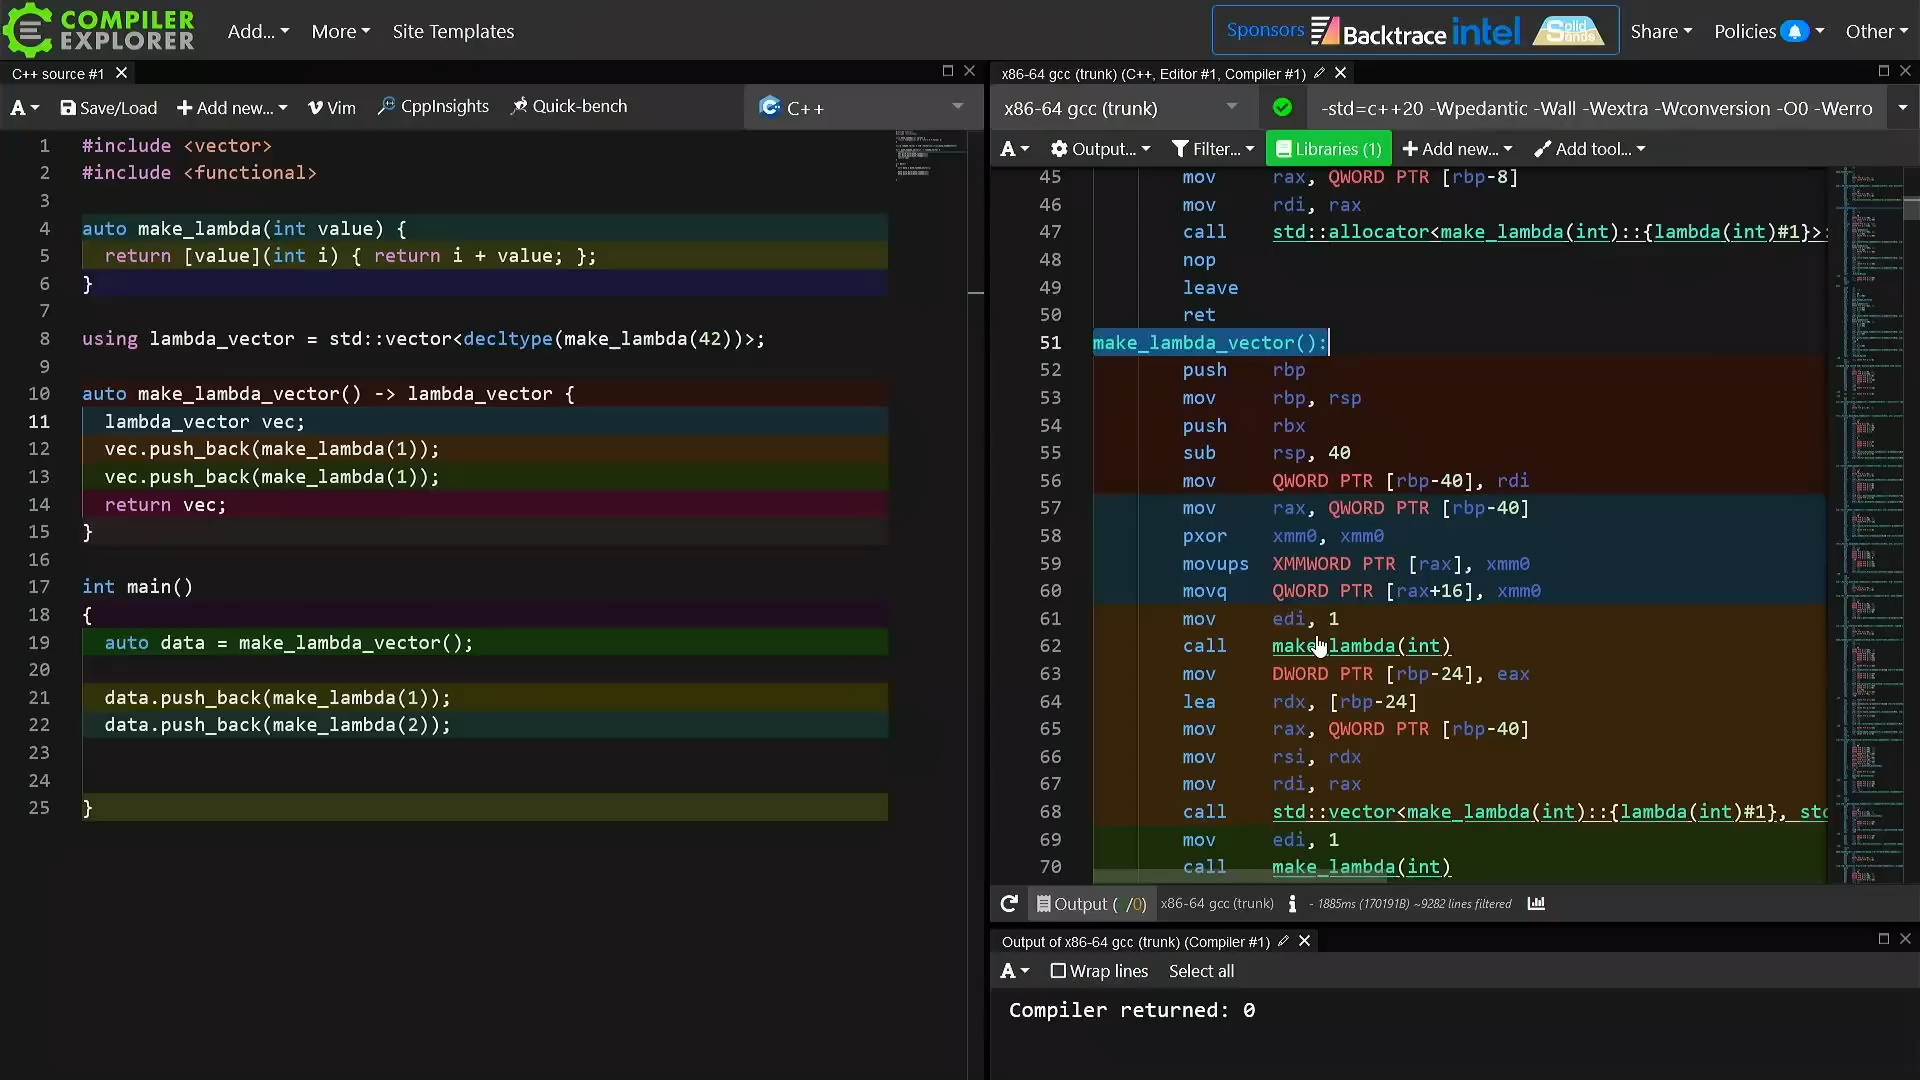 COMPILER
EXPLORER
Add...
More
Site Templates
Sponsors
Backtrace
intel
Solid
Sands
Share
Policies
Other
C++ source #1
A
Save/Load
Add new...
Vim
CppInsights
Quick-bench
C++
1 #include <vector>
2 #include <functional>
3
4 auto make_lambda(int value) {
5 return [value](int i) { return i + value; };
6 }
7
8 using lambda_vector = std::vector<decltype(make_lambda(42))>;
9
10 auto make_lambda_vector() -> lambda_vector {
11 lambda_vector vec;
12 vec.push_back(make_lambda(1));
13 vec.push_back(make_lambda(1));
14 return vec;
15 }
16
17 int main()
18 {
19 auto data = make_lambda_vector();
20
21 data.push_back(make_lambda(1));
22 data.push_back(make_lambda(2));
23
24
25 }
x86-64 gcc (trunk) (C++, Editor #1, Compiler #1)
x86-64 gcc (trunk)
-std=c++20 -Wpedantic -Wall -Wextra -Wconversion -O0 -Werro
A
Output...
Filter...
Libraries (1)
Add new...
Add tool...
45 mov rax, QWORD PTR [rbp-8]
46 mov rdi, rax
47 call std::allocator<make_lambda(int)::{lambda(int)#1}>:
48 nop
49 leave
50 ret
51 make_lambda_vector():
52 push rbp
53 mov rbp, rsp
54 push rbx
55 sub rsp, 40
56 mov QWORD PTR [rbp-40], rdi
57 mov rax, QWORD PTR [rbp-40]
58 pxor xmm0, xmm0
59 movups XMMWORD PTR [rax], xmm0
60 movq QWORD PTR [rax+16], xmm0
61 mov edi, 1
62 call make_lambda(int)
63 mov DWORD PTR [rbp-24], eax
64 lea rdx, [rbp-24]
65 mov rax, QWORD PTR [rbp-40]
66 mov rsi, rdx
67 mov rdi, rax
68 call std::vector<make_lambda(int)::{lambda(int)#1}, std
69 mov edi, 1
70 call make_lambda(int)
Output ( /0)
x86-64 gcc (trunk)
i
- 1885ms (170191B) ~9282 lines filtered
Output of x86-64 gcc (trunk) (Compiler #1)
A
Wrap lines
Select all
Compiler returned: 0